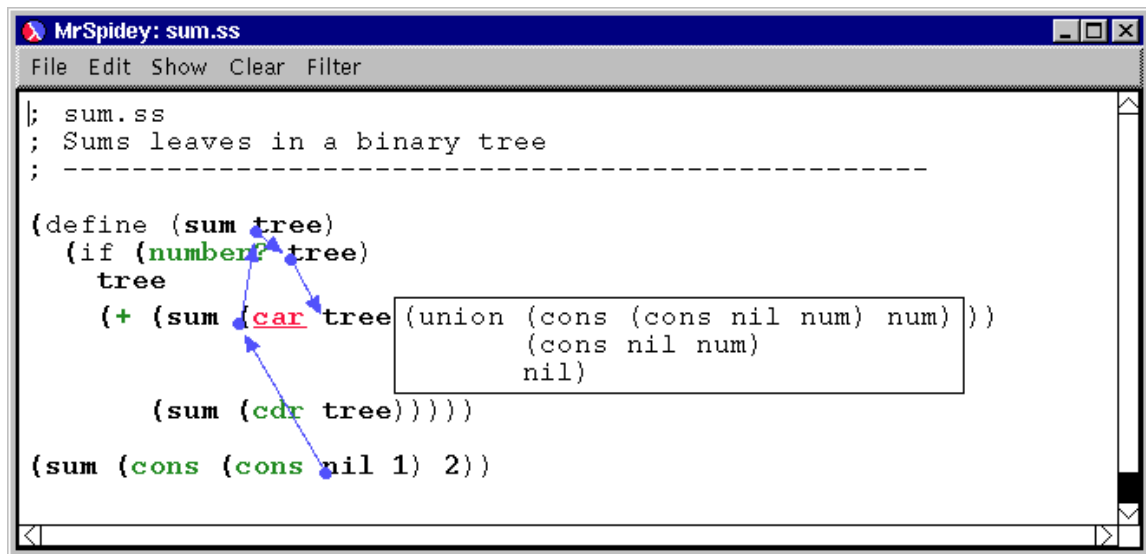 MrSpidey: sum.ss
File Edit Show Clear Filter
; sum.ss
; Sums leaves in a binary tree
; --------------------------------------------------
(define (sum tree)
(if (number? tree)
tree
(+ (sum (car tree (union (cons (cons nil num) num) ))
(cons nil num)
nil)
(sum (cdr tree)))))
(sum (cons (cons nil 1) 2))